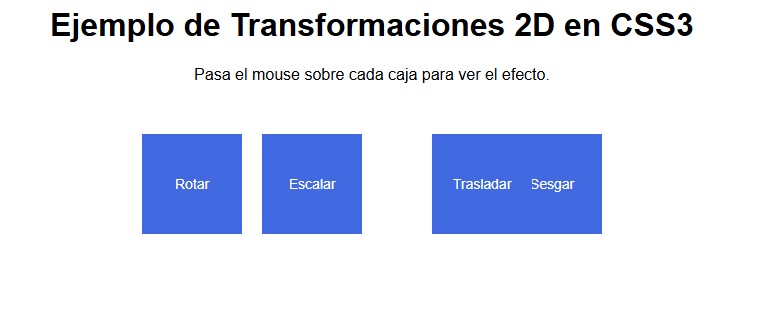 Ejemplo de Transformaciones 2D en CSS3
Pasa el mouse sobre cada caja para ver el efecto.
Rotar
Escalar
Trasladar
Sesgar